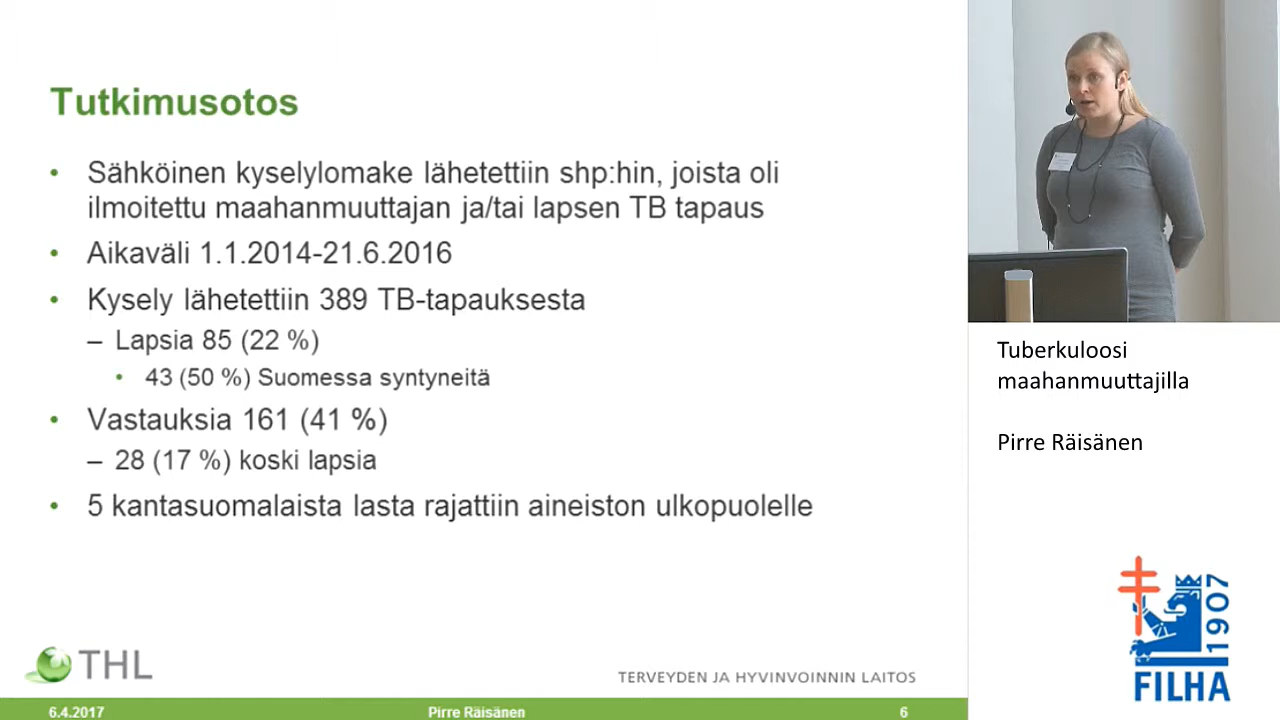 Tutkimusotos
• Sähköinen kyselylomake lähetettiin shp:hin, joista oli
ilmoitettu maahanmuuttajan ja/tai lapsen TB tapaus
• Aikaväli 1.1.2014-21.6.2016
• Kysely lähetettiin 389 TB-tapauksesta
– Lapsia 85 (22 %)
• 43 (50 %) Suomessa syntyneitä
• Vastauksia 161 (41 %)
– 28 (17 %) koski lapsia
• 5 kantasuomalaista lasta rajattiin aineiston ulkopuolelle
THL
TERVEYDEN JA HYVINVOINNIN LAITOS
6.4.2017
Pirre Räisänen
6
Tuberkuloosi
maahanmuuttajilla
Pirre Räisänen
1907
FILHA